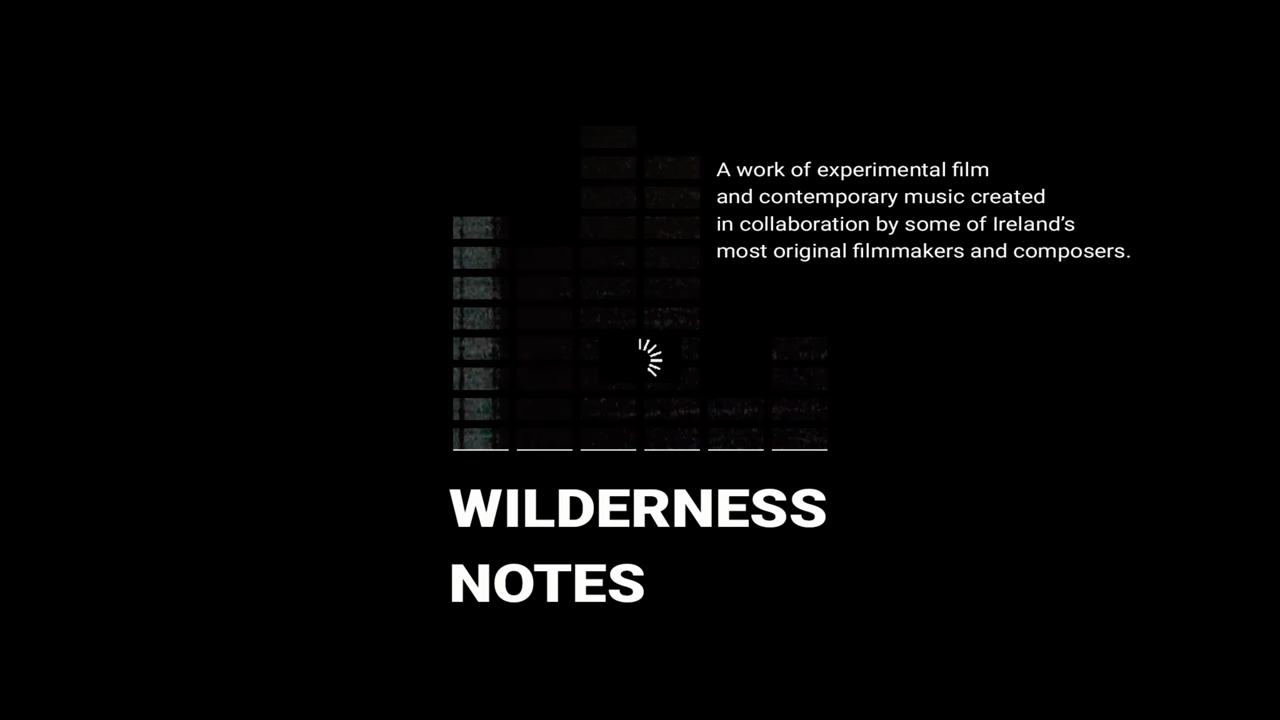 A work of experimental film
and contemporary music created
in collaboration by some of Ireland’s
most original filmmakers and composers.
WILDERNESS
NOTES